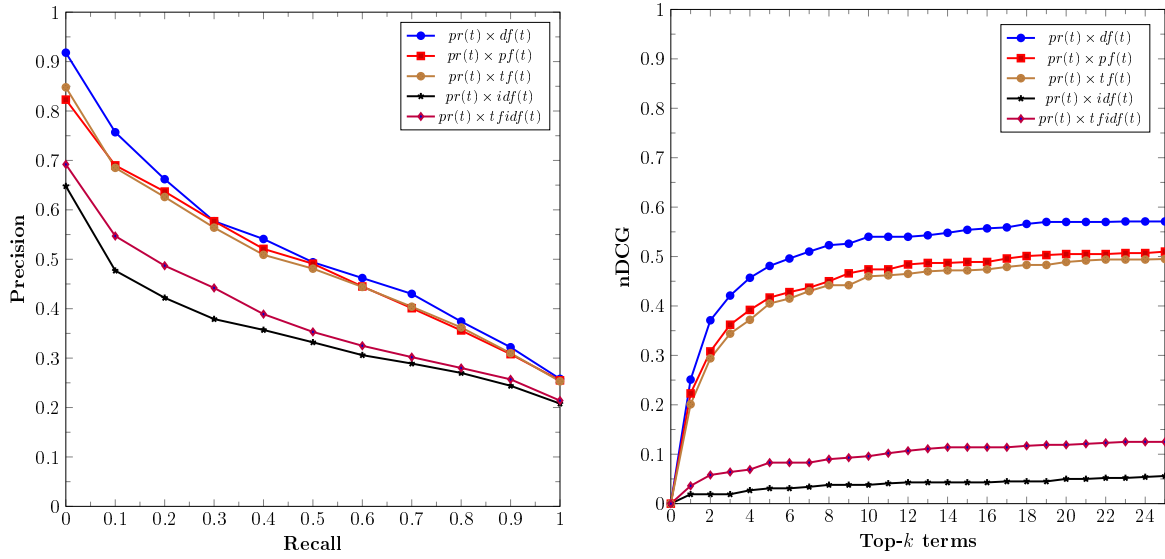 1
0.9
0.8
0.7
0.6
0.5
0.4
0.3
0.2
0.1
0
0 0.1 0.2 0.3 0.4 0.5 0.6 0.7 0.8 0.9 1
Precision
Recall
pr(t) × df(t)
pr(t) × pf(t)
pr(t) × tf(t)
pr(t) × idf(t)
pr(t) × tfidf(t)
1
0.9
0.8
0.7
0.6
0.5
0.4
0.3
0.2
0.1
0
0 2 4 6 8 10 12 14 16 18 20 22 24
nDCG
Top-k terms
pr(t) × df(t)
pr(t) × pf(t)
pr(t) × tf(t)
pr(t) × idf(t)
pr(t) × tfidf(t)